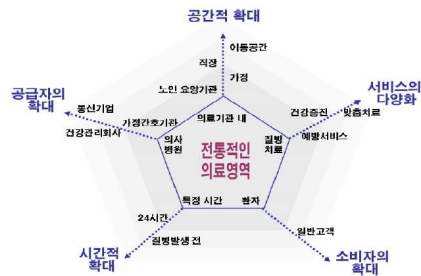 공간적 확대
이동공간
직장
가정
노인 요양기관
공급자의
확대
통신기업
건강관리회사
가정간호기관
의료기관 내
서비스의
다양화
건강증진
맞춤치료
예방서비스
의사
병원
질병
치료
전통적인
의료영역
특정 시간
환자
24시간
질병발생 전
시간적
확대
일반고객
소비자의
확대